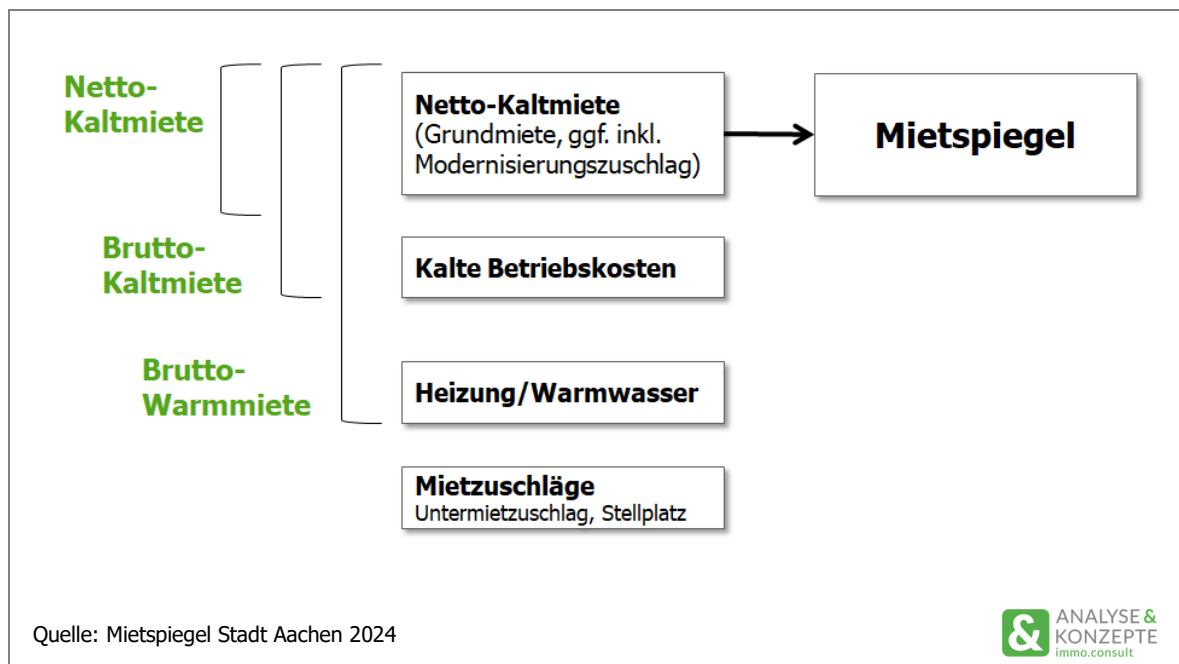 Netto-
Kaltmiete
Netto-Kaltmiete
(Grundmiete, ggf. inkl.
Modernisierungszuschlag)
Mietspiegel
Brutto-
Kaltmiete
Kalte Betriebskosten
Brutto-
Warmmiete
Heizung/Warmwasser
Mietzuschläge
Untermietzuschlag, Stellplatz
Quelle: Mietspiegel Stadt Aachen 2024
&
ANALYSE &
KONZEPTE
immo.consult